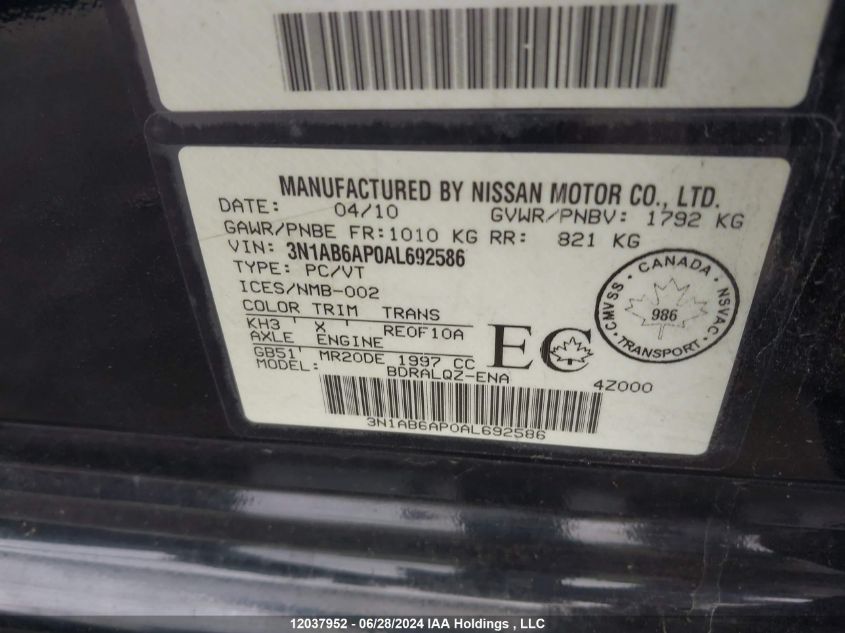 MANUFACTURED BY NISSAN MOTOR CO., LTD.
DATE: 04/10 GVWR/PNBV: 1792 KG
GAWR/PNBE FR:1010 KG RR: 821 KG
VIN: 3N1AB6AP0AL692586
TYPE: PC/VT
ICES/NMB-002
COLOR TRIM TRANS
KH3 X RE0F10A
AXLE ENGINE
GB51 MR20DE 1997 CC
MODEL: BDRALQZ-ENA
EC
4Z000
3N1AB6AP0AL692586
CANADA
CMVSS 986 NSVAC
TRANSPORT
12037952 - 06/28/2024 IAA Holdings , LLC